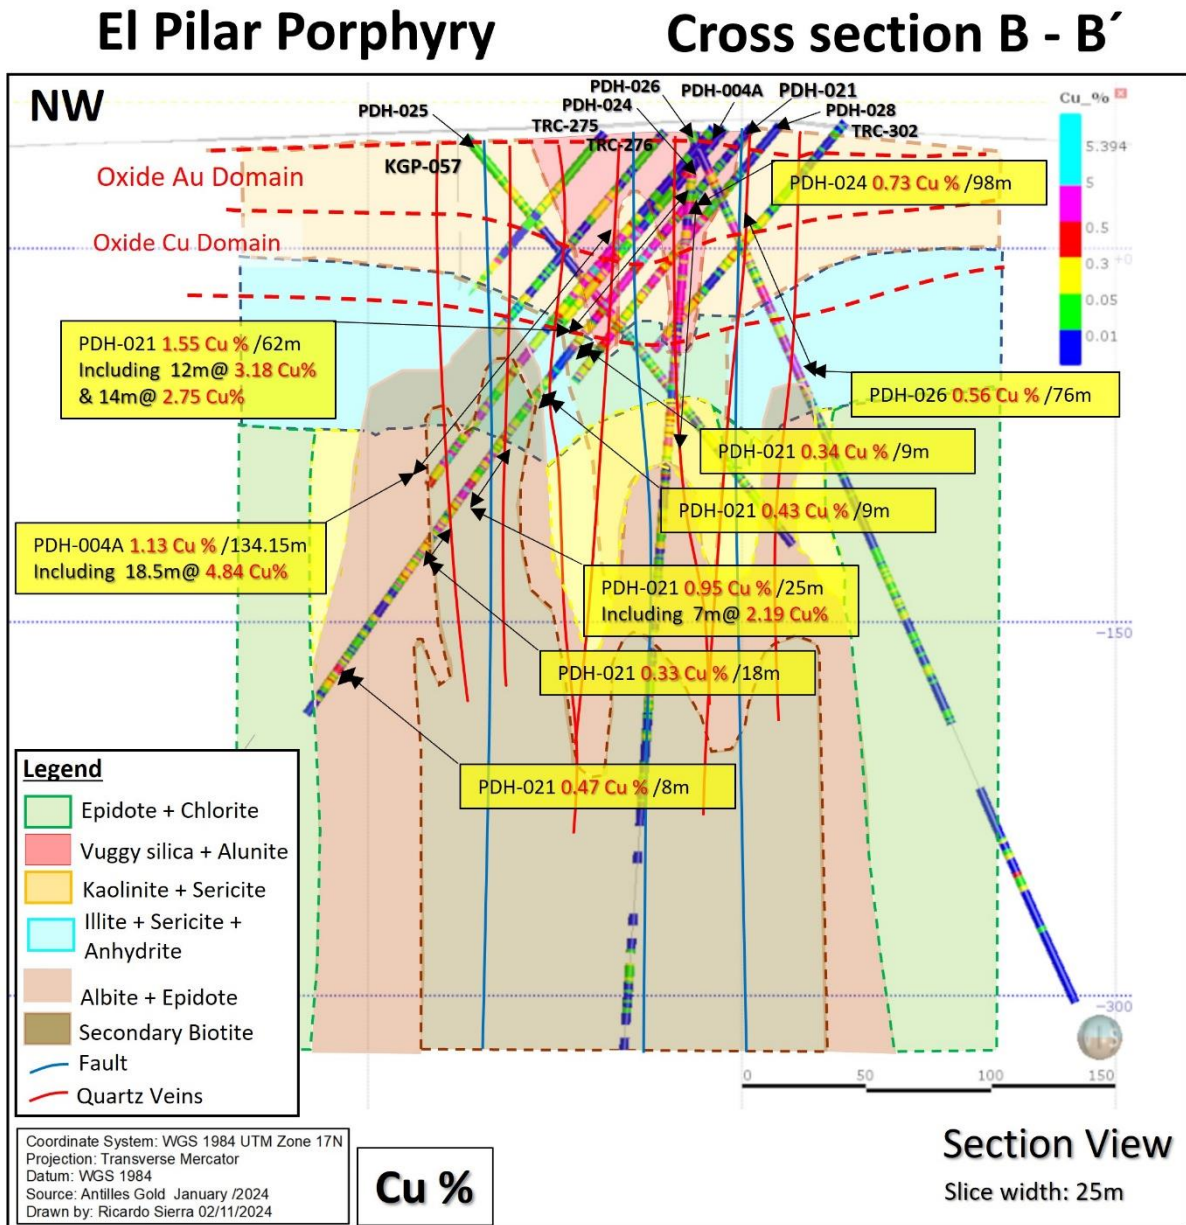 El Pilar Porphyry
Cross section B - B´
NW
PDH-025
PDH-026
PDH-024
PDH-004A
PDH-021
PDH-028
TRC-275
TRC-276
TRC-302
KGP-057
Cu_%
5.394
5
0.5
0.3
0.05
0.01
+0
Oxide Au Domain
Oxide Cu Domain
PDH-024 0.73 Cu % /98m
PDH-021 1.55 Cu % /62m
Including 12m@ 3.18 Cu%
& 14m@ 2.75 Cu%
PDH-026 0.56 Cu % /76m
PDH-021 0.34 Cu % /9m
PDH-021 0.43 Cu % /9m
PDH-004A 1.13 Cu % /134.15m
Including 18.5m@ 4.84 Cu%
PDH-021 0.95 Cu % /25m
Including 7m@ 2.19 Cu%
-150
PDH-021 0.33 Cu % /18m
PDH-021 0.47 Cu % /8m
-300
Legend
Epidote + Chlorite
Vuggy silica + Alunite
Kaolinite + Sericite
Illite + Sericite +
Anhydrite
Albite + Epidote
Secondary Biotite
Fault
Quartz Veins
0 50 100 150
Coordinate System: WGS 1984 UTM Zone 17N
Projection: Transverse Mercator
Datum: WGS 1984
Source: Antilles Gold January /2024
Drawn by: Ricardo Sierra 02/11/2024
Cu %
Section View
Slice width: 25m